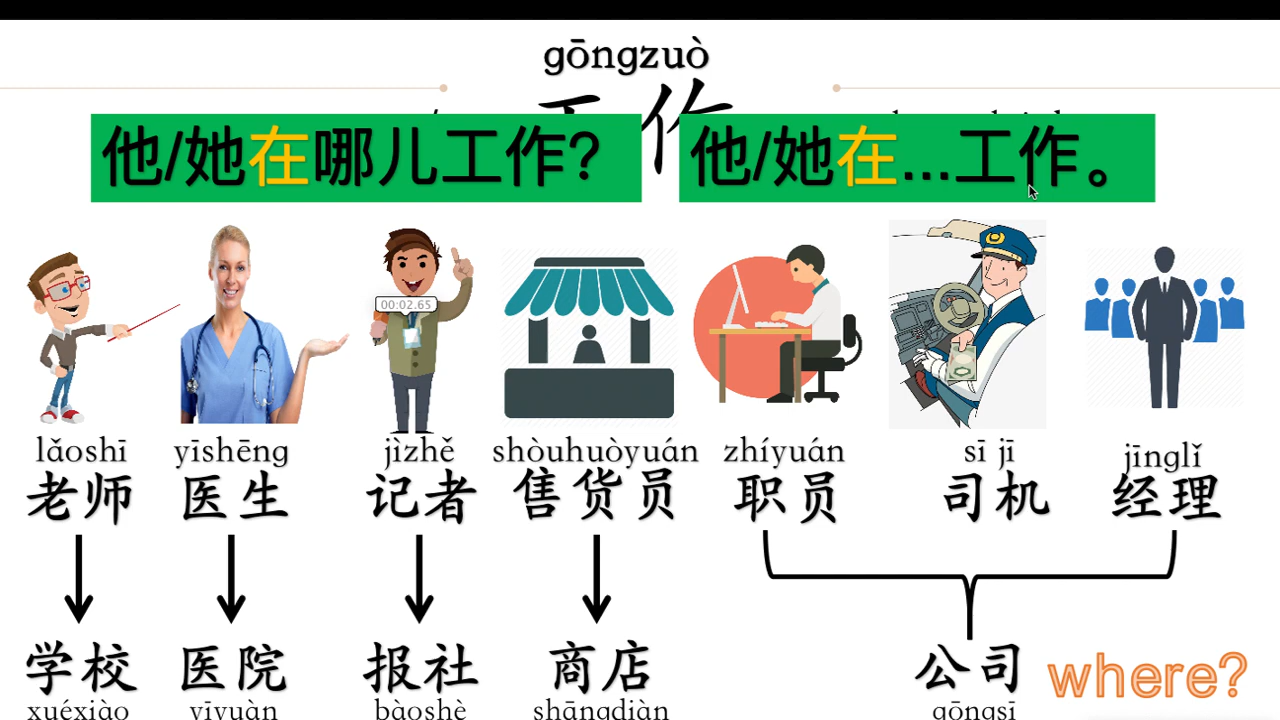 gōngzuò
工作
他/她在哪儿工作？
他/她在...工作。
00:02.65
lǎoshī yīshēng jìzhě shòuhuòyuán zhíyuán sī jī jīnglǐ
老师 医生 记者 售货员 职员 司机 经理
学校 医院 报社 商店 公司 where?
xuéxiào yīyuàn bàoshè shāngdiàn gōngsī